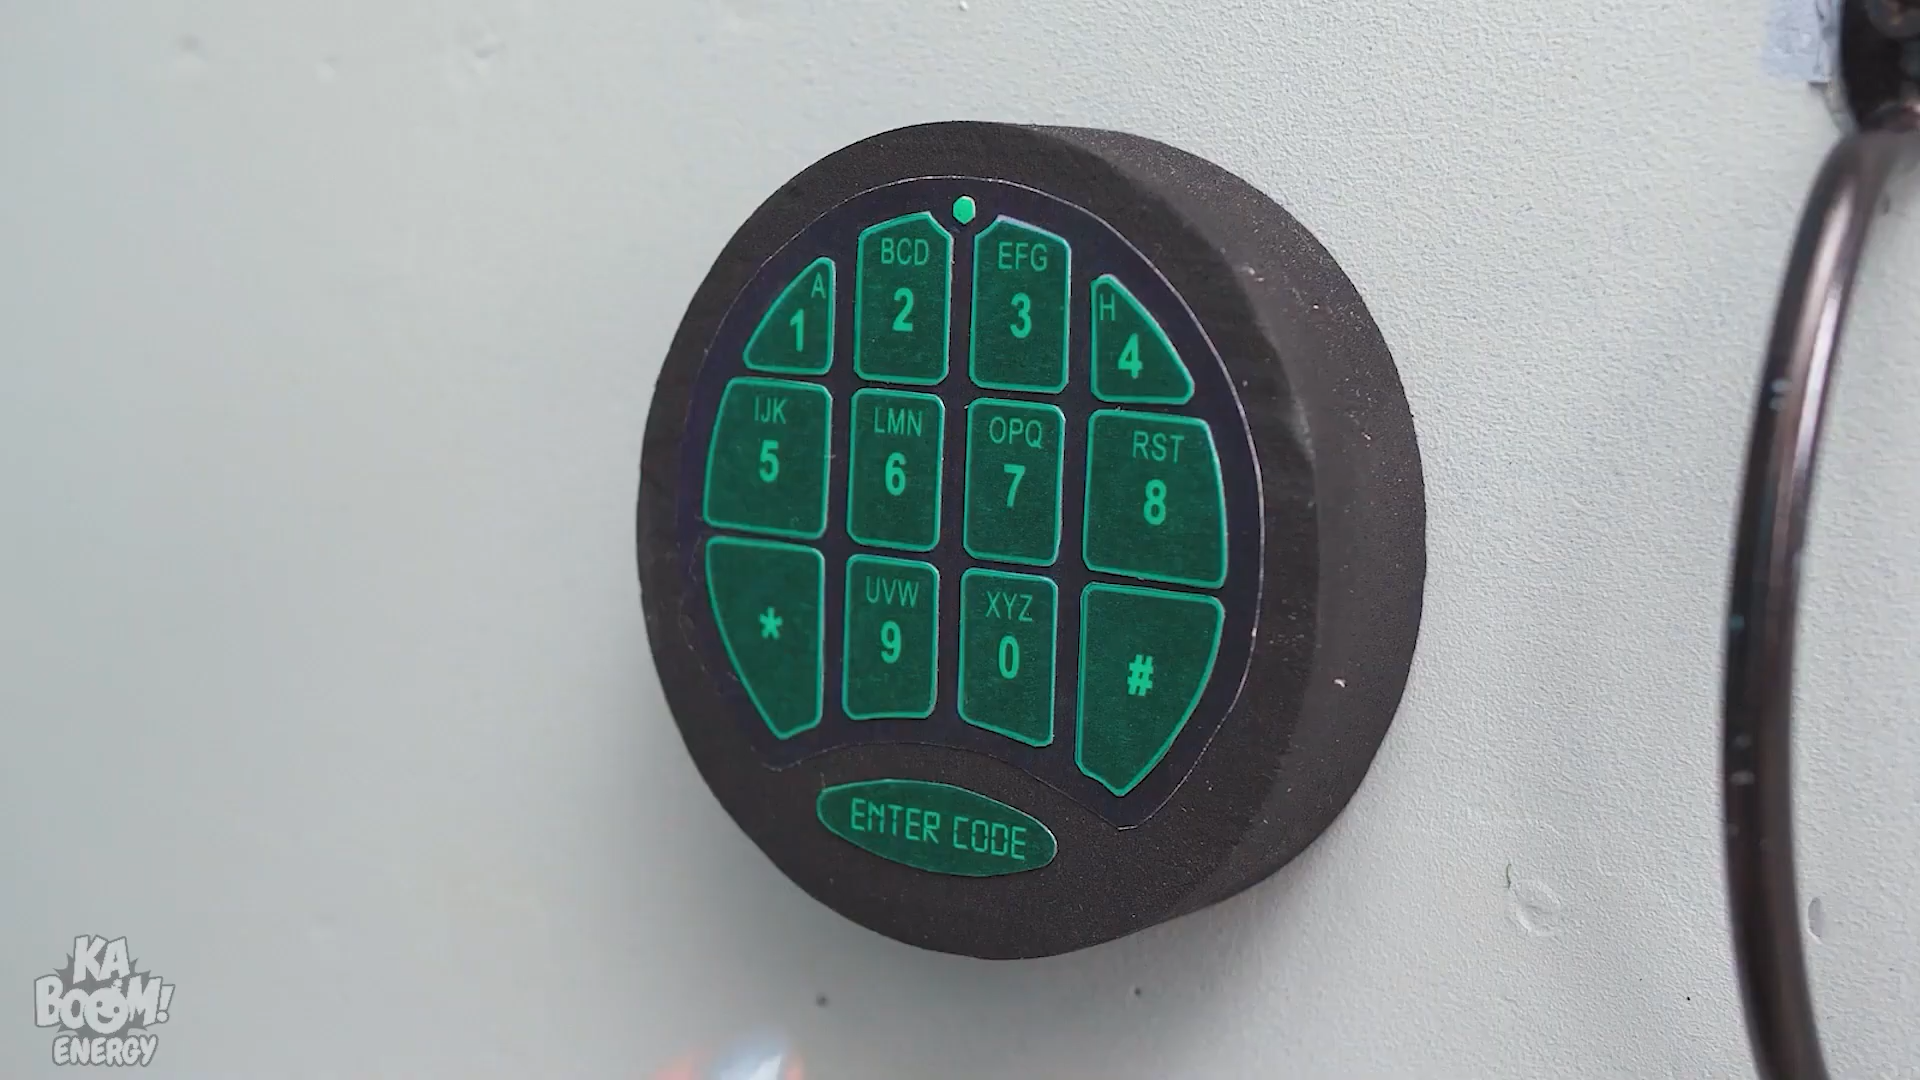 A
1
BCD
2
EFG
3
H
4
IJK
5
LMN
6
OPQ
7
RST
8
*
UVW
9
XYZ
0
#
ENTER CODE
KA
BOOM!
ENERGY